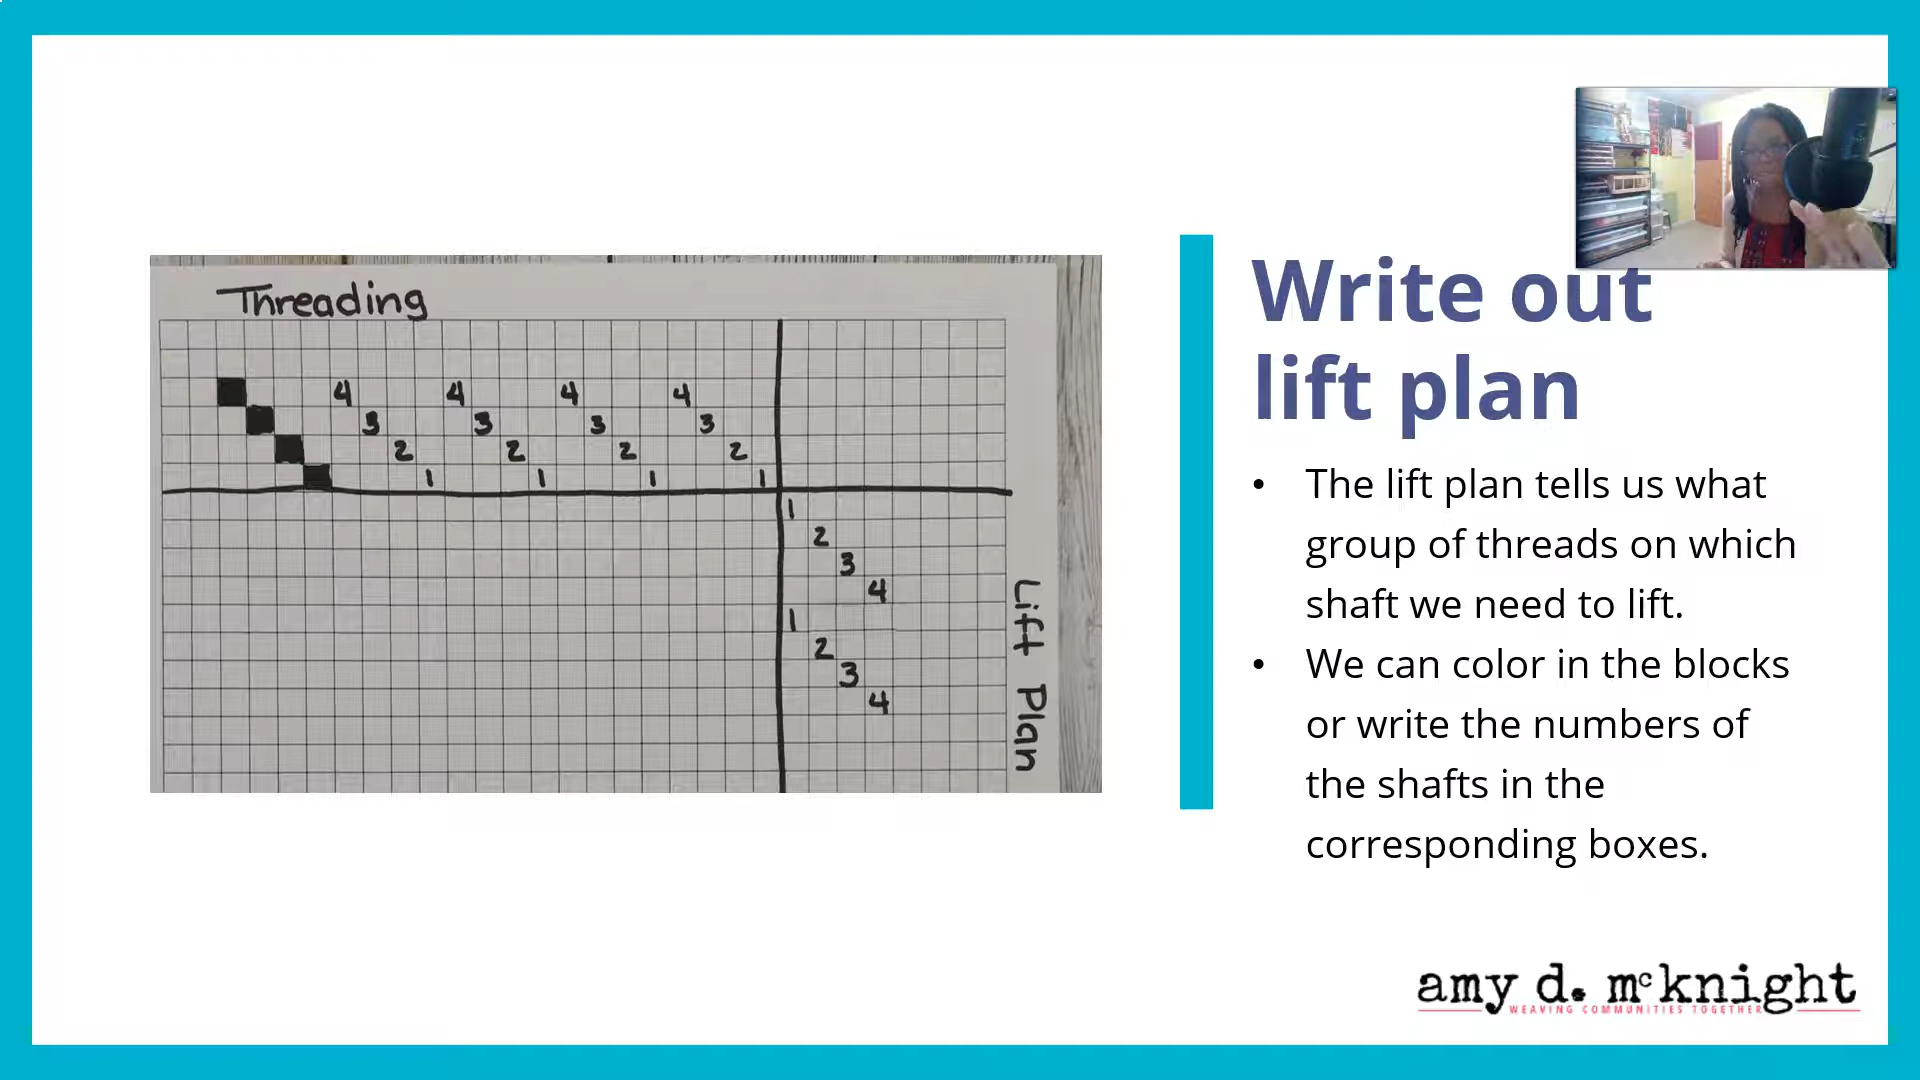 Threading
4 4 4 4
3 3 3 3
2 2 2 2
1 1 1 1
1
2
3
4
1
2
3
4
Lift Plan
Write out
lift plan
• The lift plan tells us what
group of threads on which
shaft we need to lift.
• We can color in the blocks
or write the numbers of
the shafts in the
corresponding boxes.
amy d. mcknight
WEAVING COMMUNITIES TOGETHER